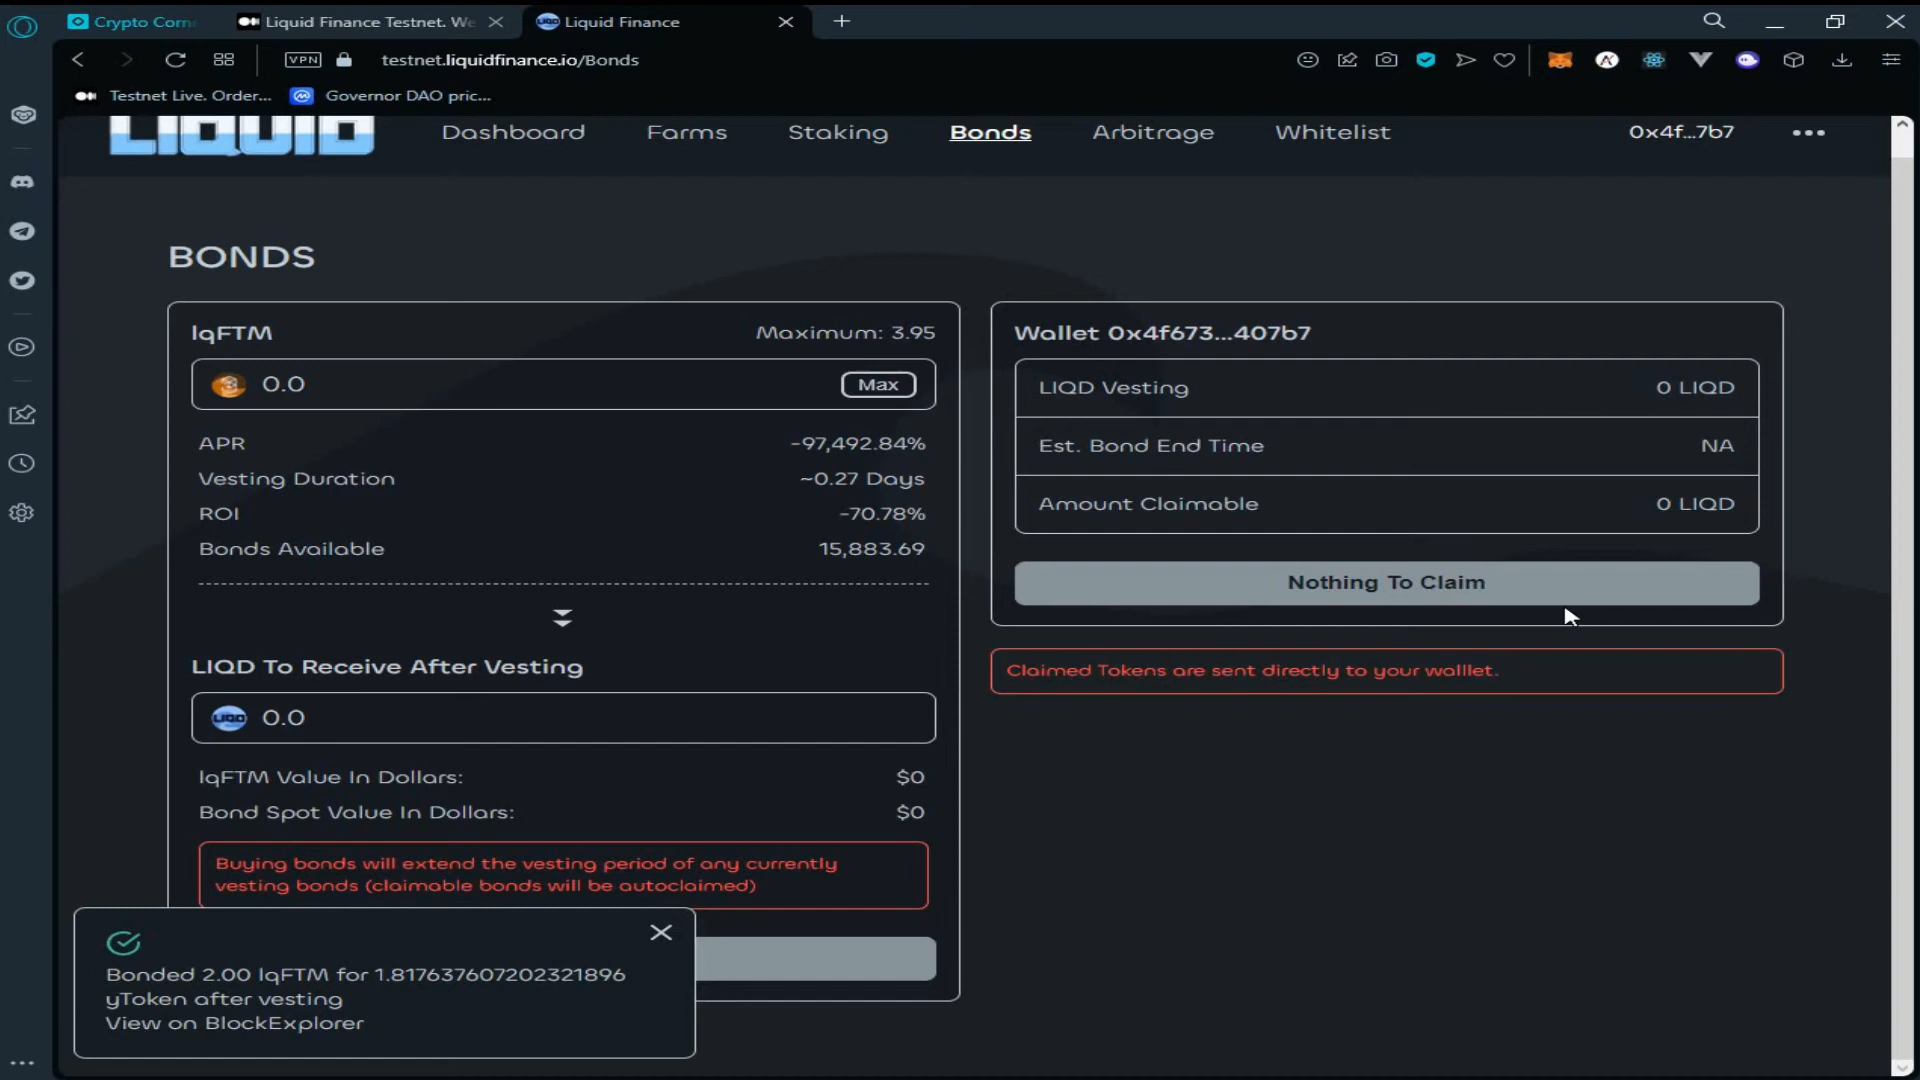 Crypto Corn
Liquid Finance Testnet. We
Liquid Finance
VPN
testnet.liquidfinance.io/Bonds
Testnet Live. Order...
Governor DAO pric...
LIQUID
Dashboard
Farms
Staking
Bonds
Arbitrage
Whitelist
0x4f...7b7
BONDS
lqFTM
Maximum: 3.95
0.0
Max
APR
-97,492.84%
Vesting Duration
~0.27 Days
ROI
-70.78%
Bonds Available
15,883.69
LIQD To Receive After Vesting
LIQD
0.0
lqFTM Value In Dollars:
$0
Bond Spot Value In Dollars:
$0
Buying bonds will extend the vesting period of any currently
vesting bonds (claimable bonds will be autoclaimed)
Bonded 2.00 lqFTM for 1.817637607202321896
yToken after vesting
View on BlockExplorer
Wallet 0x4f673...407b7
LIQD Vesting
0 LIQD
Est. Bond End Time
NA
Amount Claimable
0 LIQD
Nothing To Claim
Claimed Tokens are sent directly to your walllet.